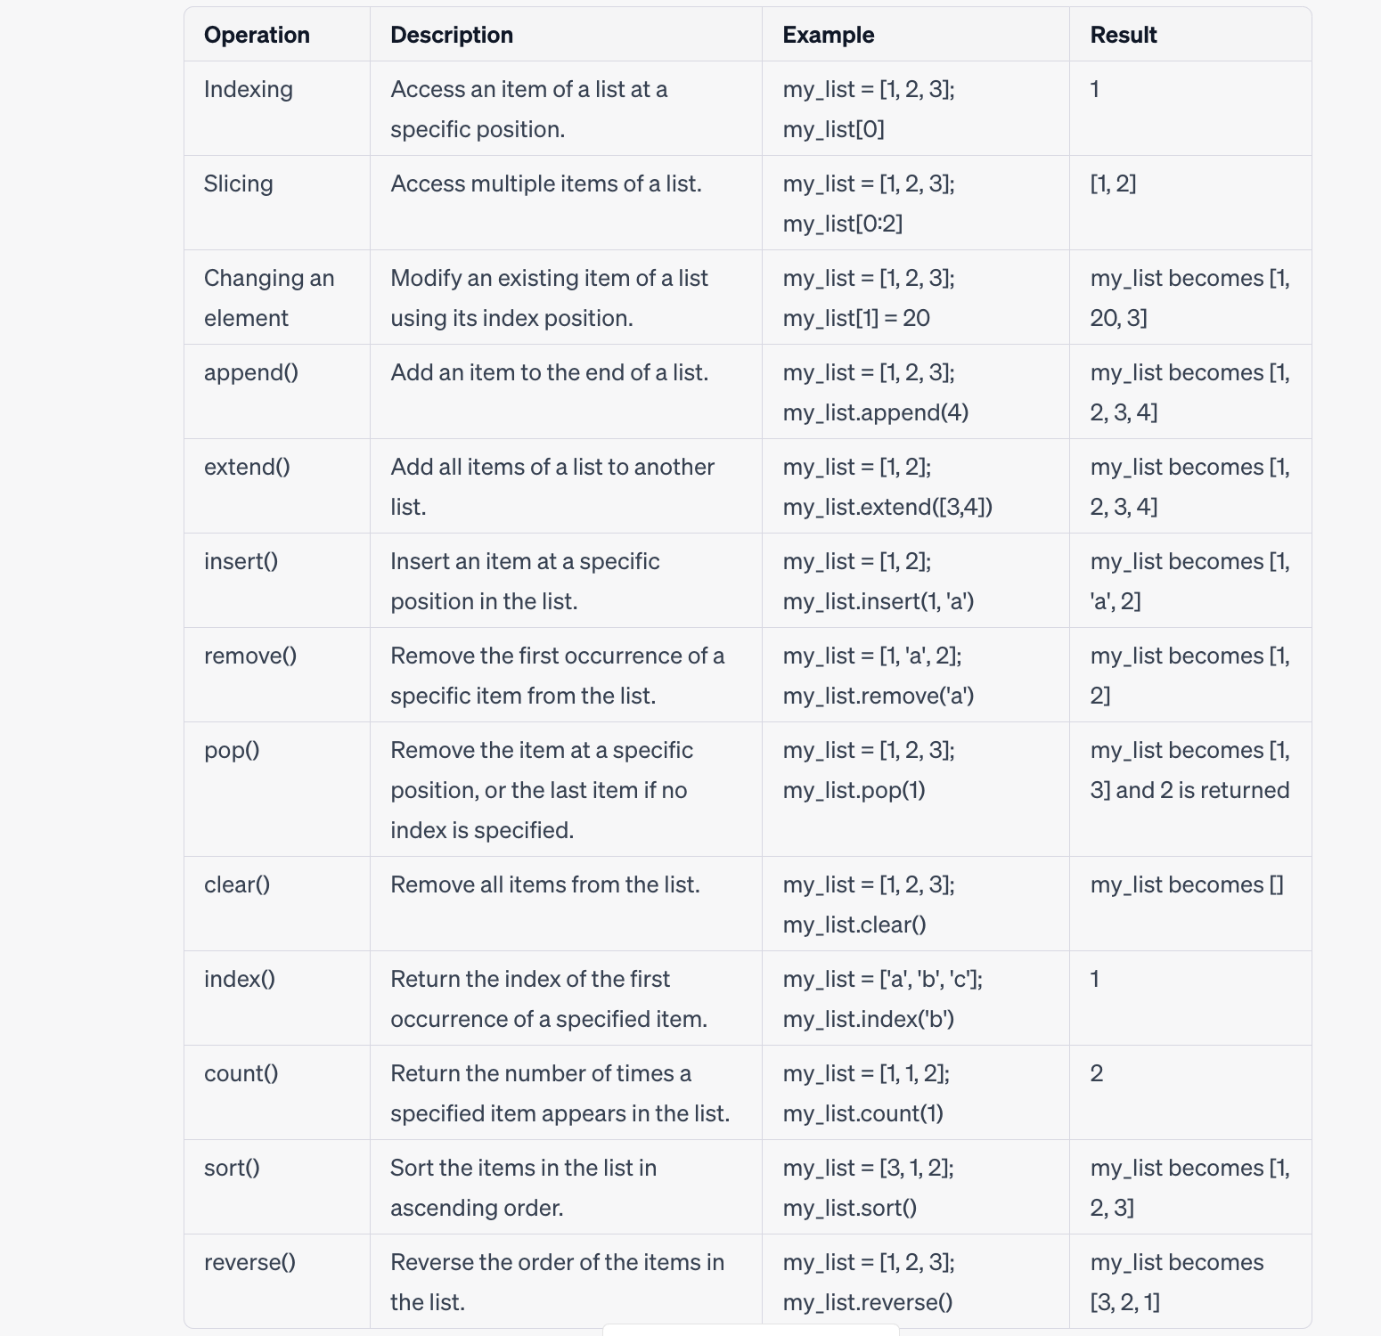 Operation Description Example Result
Indexing Access an item of a list at a my_list = [1, 2, 3]; 1
specific position. my_list[0]
Slicing Access multiple items of a list. my_list = [1, 2, 3]; [1, 2]
my_list[0:2]
Changing an Modify an existing item of a list my_list = [1, 2, 3]; my_list becomes [1,
element using its index position. my_list[1] = 20 20, 3]
append() Add an item to the end of a list. my_list = [1, 2, 3]; my_list becomes [1,
my_list.append(4) 2, 3, 4]
extend() Add all items of a list to another my_list = [1, 2]; my_list becomes [1,
list. my_list.extend([3,4]) 2, 3, 4]
insert() Insert an item at a specific my_list = [1, 2]; my_list becomes [1,
position in the list. my_list.insert(1, 'a') 'a', 2]
remove() Remove the first occurrence of a my_list = [1, 'a', 2]; my_list becomes [1,
specific item from the list. my_list.remove('a') 2]
pop() Remove the item at a specific my_list = [1, 2, 3]; my_list becomes [1,
position, or the last item if no my_list.pop(1) 3] and 2 is returned
index is specified.
clear() Remove all items from the list. my_list = [1, 2, 3]; my_list becomes []
my_list.clear()
index() Return the index of the first my_list = ['a', 'b', 'c']; 1
occurrence of a specified item. my_list.index('b')
count() Return the number of times a my_list = [1, 1, 2]; 2
specified item appears in the list. my_list.count(1)
sort() Sort the items in the list in my_list = [3, 1, 2]; my_list becomes [1,
ascending order. my_list.sort() 2, 3]
reverse() Reverse the order of the items in my_list = [1, 2, 3]; my_list becomes
the list. my_list.reverse() [3, 2, 1]